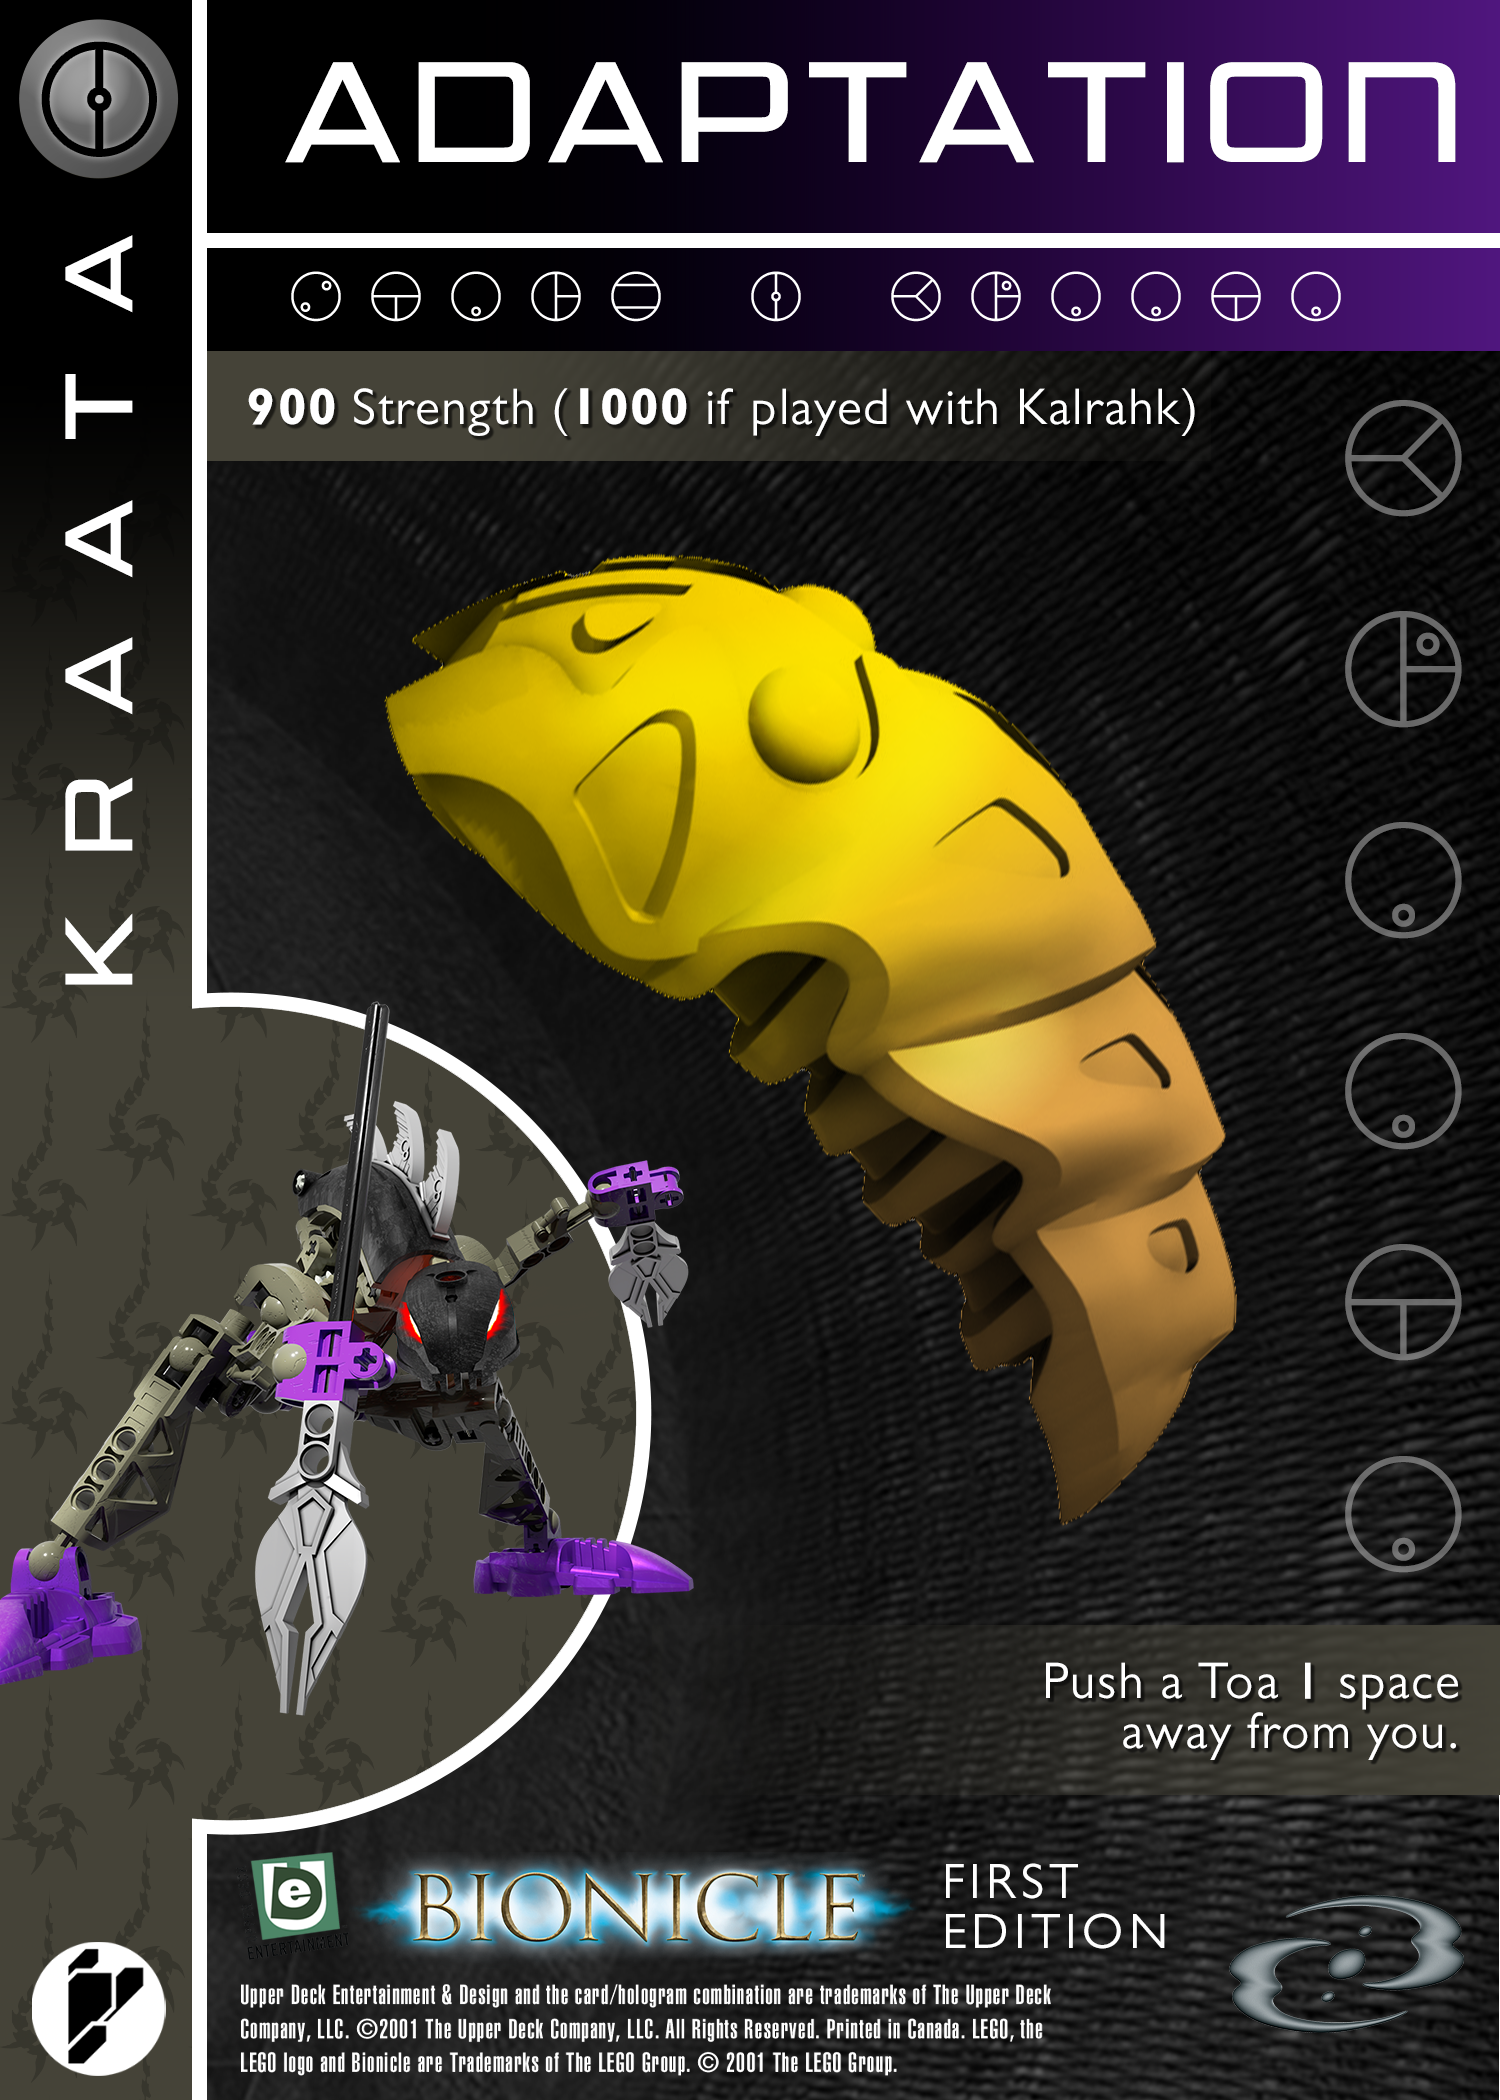 ADAPTATION
KRAATA
900 Strength (1000 if played with Kalrahk)
Push a Toa 1 space
away from you.
e
ENTERTAINMENT
BIONICLE
FIRST
EDITION
Upper Deck Entertainment & Design and the card/hologram combination are trademarks of The Upper Deck
Company, LLC. ©2001 The Upper Deck Company, LLC. All Rights Reserved. Printed in Canada. LEGO, the
LEGO logo and Bionicle are Trademarks of The LEGO Group. © 2001 The LEGO Group.